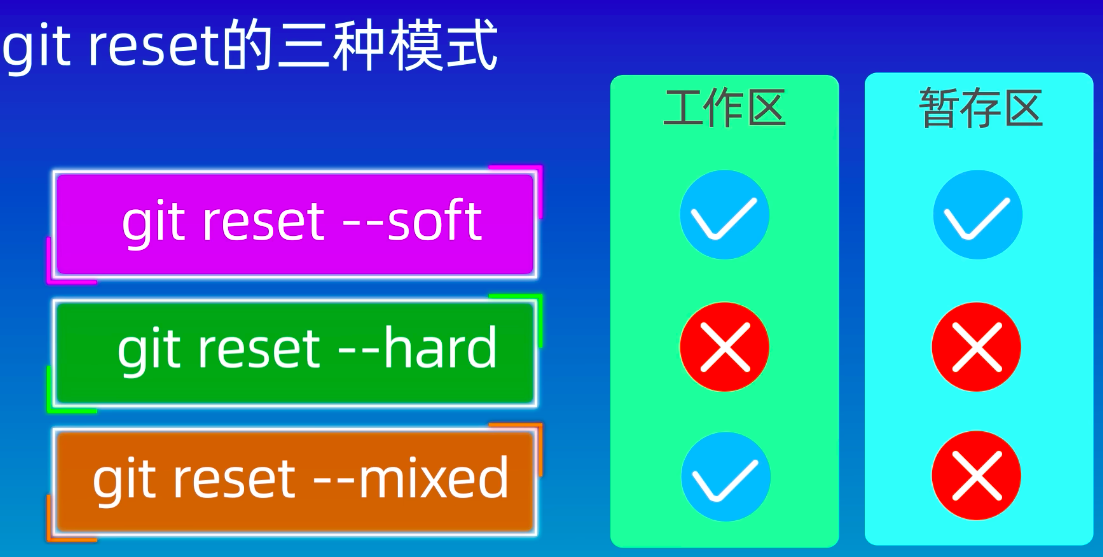 git reset的三种模式
工作区
暂存区
git reset --soft
git reset --hard
git reset --mixed